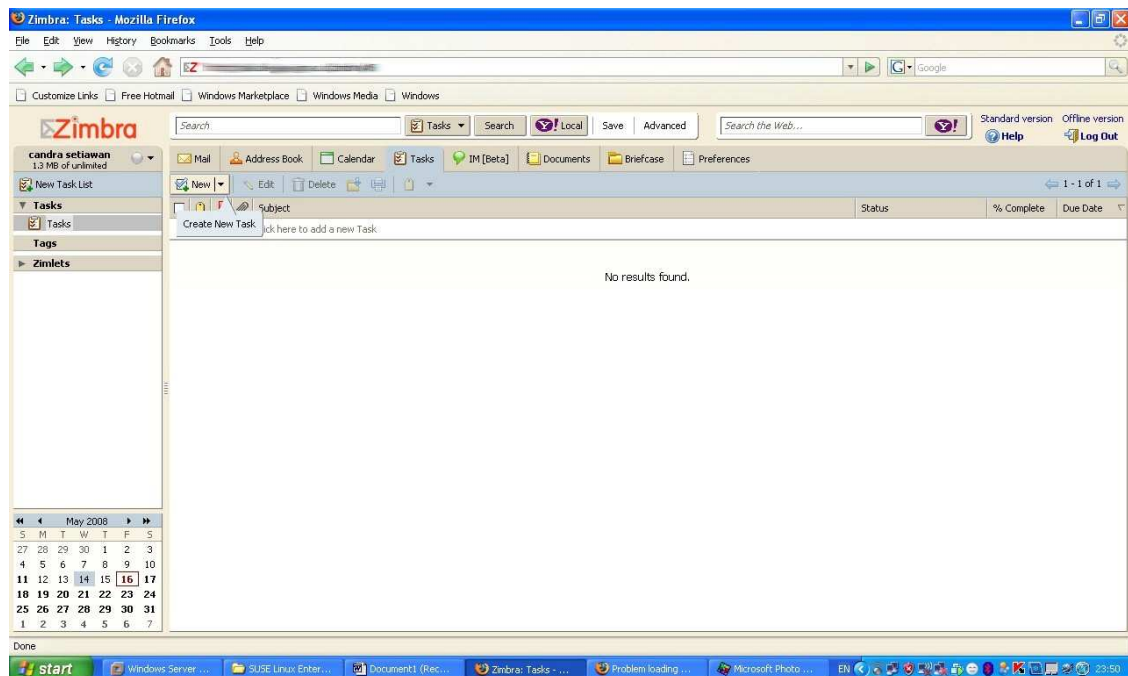 Zimbra: Tasks - Mozilla Firefox
File Edit View History Bookmarks Tools Help
Google
Customize Links Free Hotmail Windows Marketplace Windows Media Windows
Zimbra
Search Tasks Search Y! Local Save Advanced Search the Web... Y! Standard version Offline version
Help Log Out
candra setiawan
1.3 MB of unlimited
Mail Address Book Calendar Tasks IM [Beta] Documents Briefcase Preferences
New Task List New Edit Delete 1 - 1 of 1
Tasks Subject Status % Complete Due Date
Tasks Create New Task ick here to add a new Task
Tags
Zimlets
No results found.
May 2008
S M T W T F S
27 28 29 30 1 2 3
4 5 6 7 8 9 10
11 12 13 14 15 16 17
18 19 20 21 22 23 24
25 26 27 28 29 30 31
1 2 3 4 5 6 7
Done
start Windows Server ... SUSE Linux Enter... Document1 (Rec... Zimbra: Tasks - ... Problem loading ... Microsoft Photo ... EN 23:50